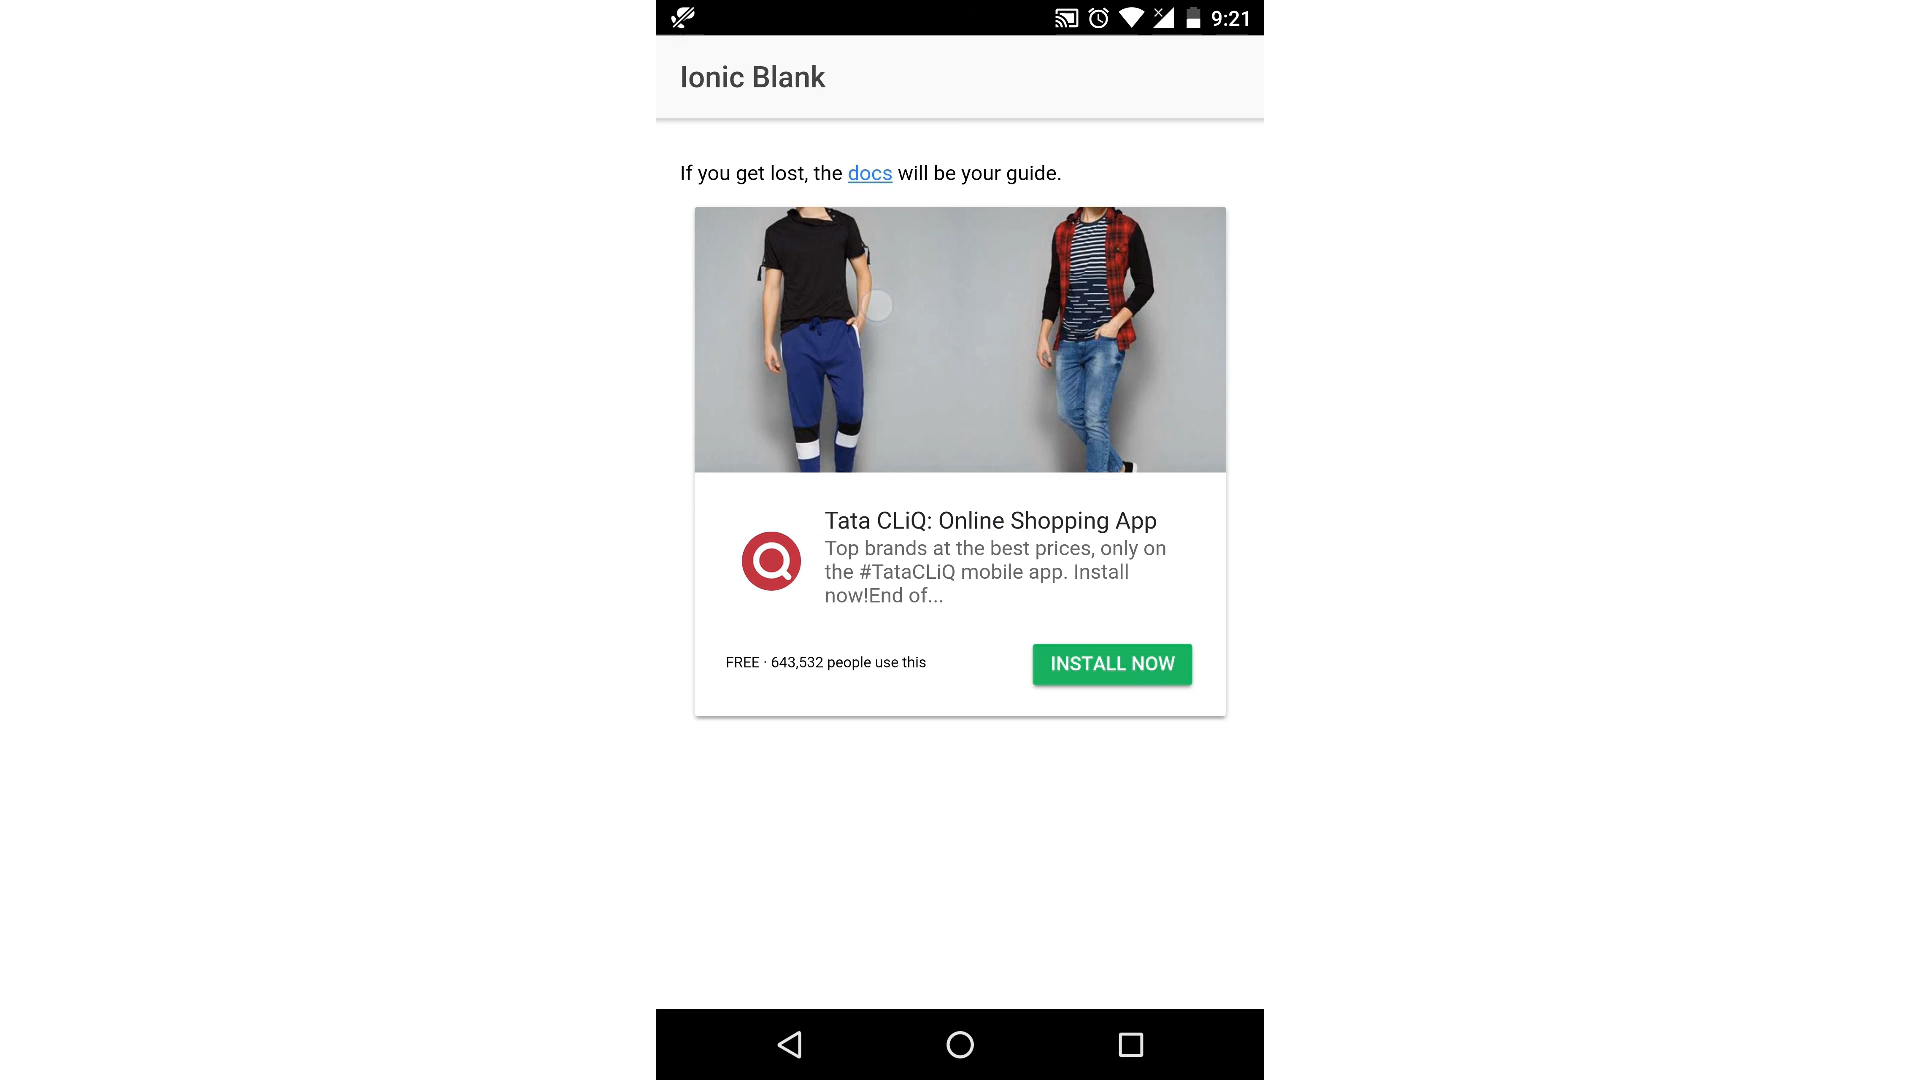 9:21
Ionic Blank
If you get lost, the docs will be your guide.
Tata CLiQ: Online Shopping App
Top brands at the best prices, only on
the #TataCLiQ mobile app. Install
now!End of...
FREE · 643,532 people use this
INSTALL NOW